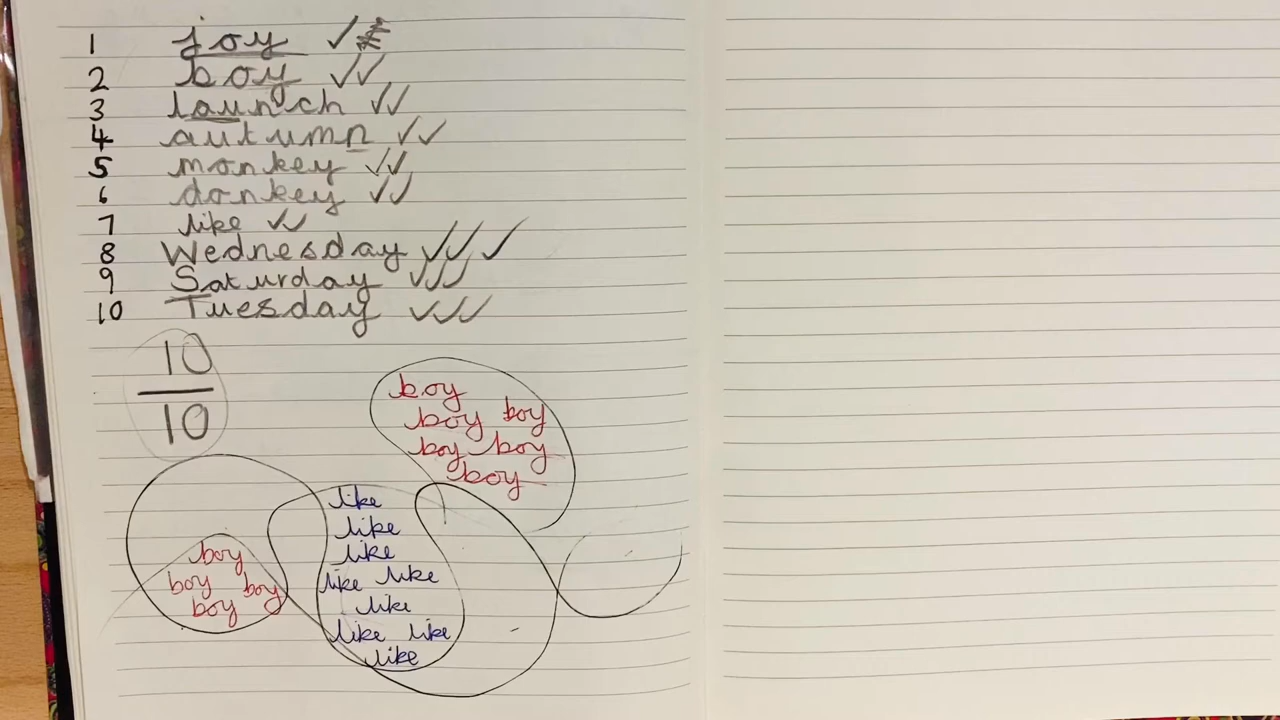 1 joy ✓
2 boy ✓✓
3 launch ✓✓
4 autumn ✓✓
5 monkey ✓✓
6 donkey ✓✓
7 like ✓✓
8 Wednesday ✓✓✓
9 Saturday ✓✓✓
10 Tuesday ✓✓✓
10
10
boy
boy boy
boy boy
boy
like
like
like
like like
like
like like
like
boy
boy boy
boy